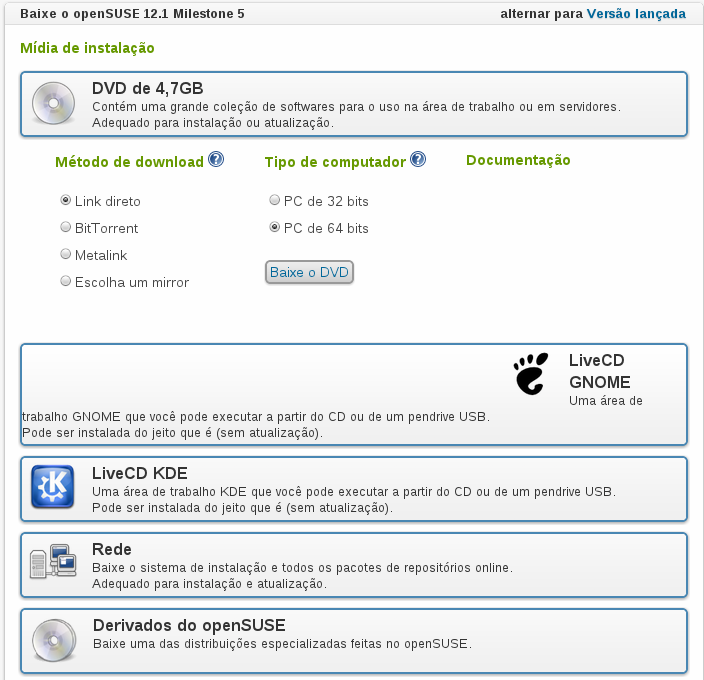 Baixe o openSUSE 12.1 Milestone 5
alternar para Versão lançada
Mídia de instalação
DVD de 4,7GB
Contém uma grande coleção de softwares para o uso na área de trabalho ou em servidores.
Adequado para instalação ou atualização.
Método de download ?
Link direto
BitTorrent
Metalink
Escolha um mirror
Tipo de computador ?
PC de 32 bits
PC de 64 bits
Baixe o DVD
Documentação
LiveCD
GNOME
Uma área de
trabalho GNOME que você pode executar a partir do CD ou de um pendrive USB.
Pode ser instalada do jeito que é (sem atualização).
LiveCD KDE
Uma área de trabalho KDE que você pode executar a partir do CD ou de um pendrive USB.
Pode ser instalada do jeito que é (sem atualização).
Rede
Baixe o sistema de instalação e todos os pacotes de repositórios online.
Adequado para instalação e atualização.
Derivados do openSUSE
Baixe uma das distribuições especializadas feitas no openSUSE.